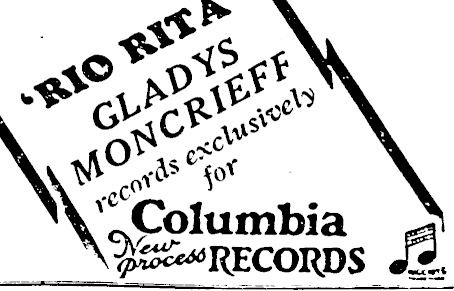 'RIO RITA
GLADYS
MONCRIEFF
records exclusively
for
Columbia
New
process RECORDS